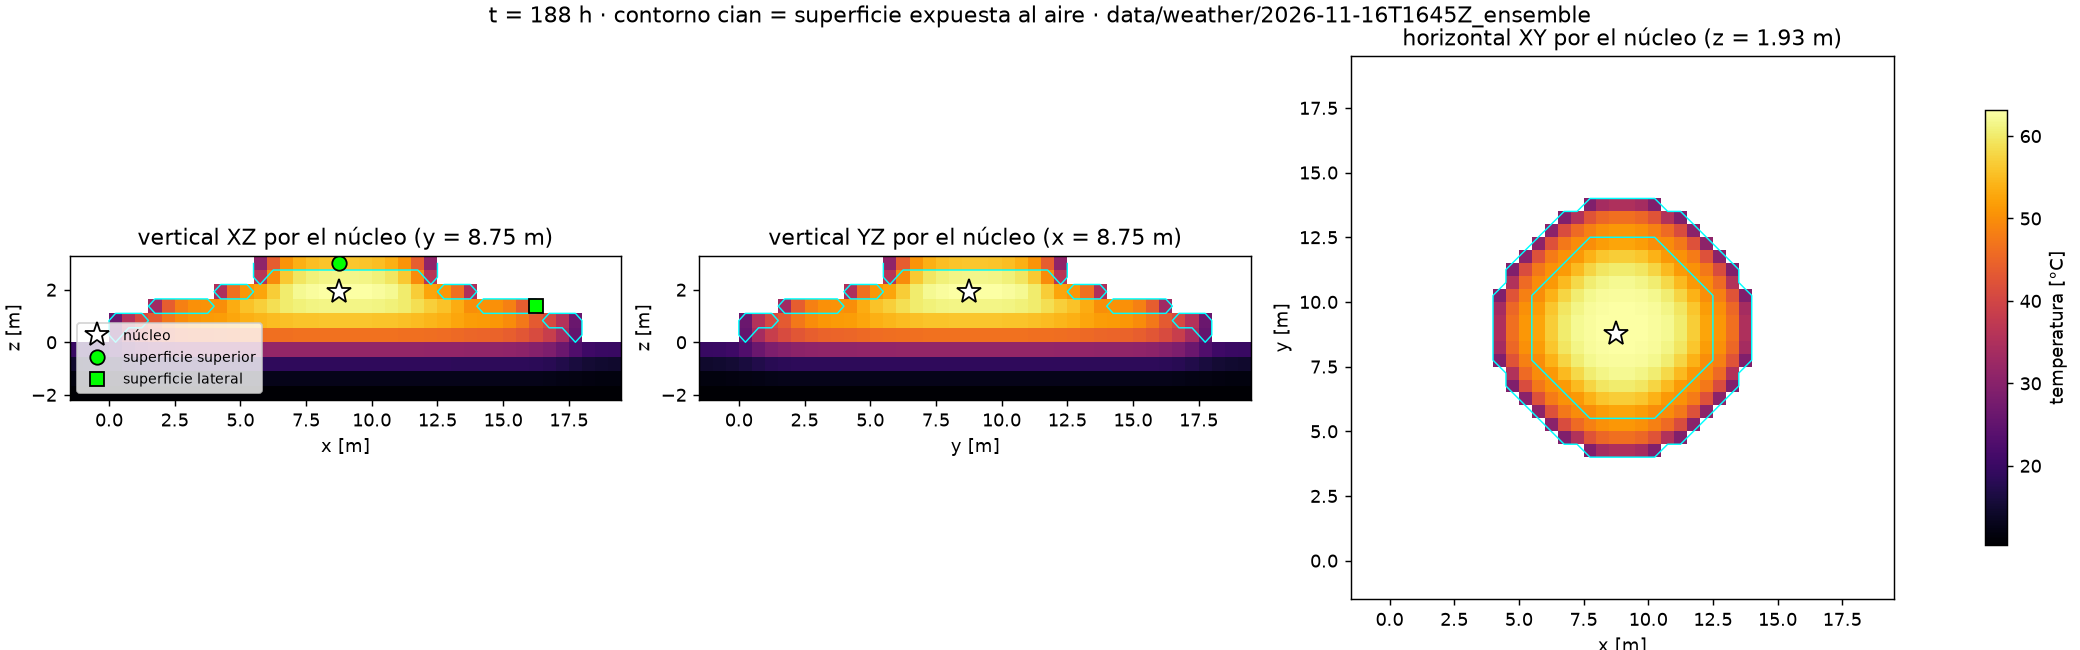 t = 188 h · contorno cian = superficie expuesta al aire · data/weather/2026-11-16T1645Z_ensemble
vertical XZ por el núcleo (y = 8.75 m)
z [m]
2
0
−2
núcleo
superficie superior
superficie lateral
0.0 2.5 5.0 7.5 10.0 12.5 15.0 17.5
x [m]
vertical YZ por el núcleo (x = 8.75 m)
z [m]
2
0
−2
0.0 2.5 5.0 7.5 10.0 12.5 15.0 17.5
y [m]
horizontal XY por el núcleo (z = 1.93 m)
y [m]
17.5
15.0
12.5
10.0
7.5
5.0
2.5
0.0
0.0 2.5 5.0 7.5 10.0 12.5 15.0 17.5
x [m]
60
50
40
30
20
temperatura [°C]